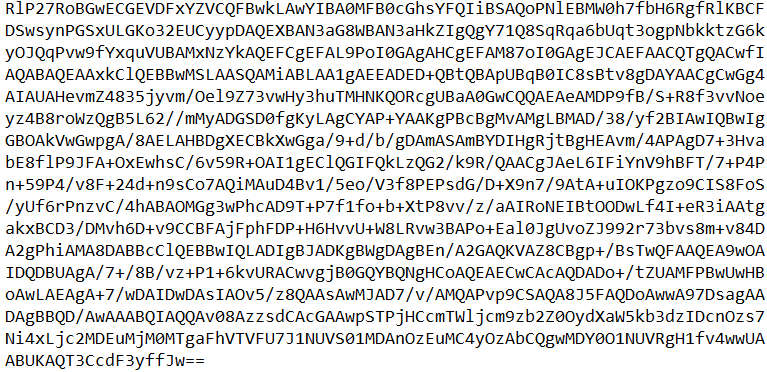 RlP27RoBGwECGEVDFxYZVCQFBwkLAwYIBA0MFB0cGhsYFQIiBSAQoPNlEBMW0h7fbH6RgfRlKBCf
DSwsynPGSxULGKo32EUCyypDAQEXBAN3aG8WBAN3aHkZIgQgY71Q8SqRqa6bUqt3ogpNbkktzG6k
yOJQqPvw9fYxquVUBAMxNzYkAQEFCgEFAL9PoI0GAgAHCgEFAM87oI0GAgEJCAEFAACQTgQACwfI
AQABAQEAAxkClQEBBwMSLAASQAMiABLAA1gAEEADED+QBtQBApUBqB0IC8sBtv8gDAYAACgCwGg4
AIAUAHevmZ4835jyvm/Oel9Z73vwHy3huTMHNKQORcgUBaA0GwCQQAEAeAMDP9fB/S+R8f3vvNoe
yz4B8roWzQgB5L62//mMyADGSD0fgKyLAgCYAP+YAAKgPBcBgMvAMgLBMAD/38/yf2BIAwIQBwIg
GBOAkVwGwpgA/8AELAHBDgXECBkXwGga/9+d/b/gDAmASAmBYDIHgRjtBgHEAvm/4APAgD7+3Hva
bE8flP9JFA+OxEwhsC/6v59R+OAI1gEClQGIFQkLzQG2/k9R/QAACgJAeL6IFiYnV9hBFT/7+P4P
n+59P4/v8F+24d+n9sCo7AQiMAuD4Bv1/5eo/V3f8PEPsdG/D+X9n7/9AtA+uIOKPgzo9CIS8FoS
/yUf6rPnzvC/4hABAOMGg3wPhcAD9T+P7f1fo+b+XtP8vv/z/aAIRoNEIBtOODwLf4I+eR3iAAtg
akxBCD3/DMvh6D+v9CCBFAjFphFDP+H6HvvU+W8LRvw3BAPo+Eal0JgUvoZJ992r73bvs8m+v84D
A2gPhiAMA8DABBcClQEBBwIQLADIgBJADKgBWgDAgBEn/A2GAQKVAZ8CBgp+/BsTwQFAAQEA9wOA
IDQDBUAgA/7+/8B/vz+P1+6kvURACwvgjB0GQYBQNgHCoAQEAECwCAcAQDADo+/tZUAMFPBwUwHB
oAwLAEAgA+7/wDAIDwDAsIAOv5/z8QAAsAwMJAD7/v/AMQAPvp9CSAQA8J5FAQDoAwwA97DsagAA
DAgBBQD/AwAAABQIAQQAv08AzzsdCAcGAAwpSTPjHCcmTWljcm9zb2Z0OydXaW5kb3dzIDcnOzs7
Ni4xLjc2MDEuMjM0MTgaFhVTVFU7J1NUVS01MDAnOzEuMC4yOzAbCQgwMDY0O1NUVRgH1fv4wwUA
ABUKAQT3CcdF3yffJw==